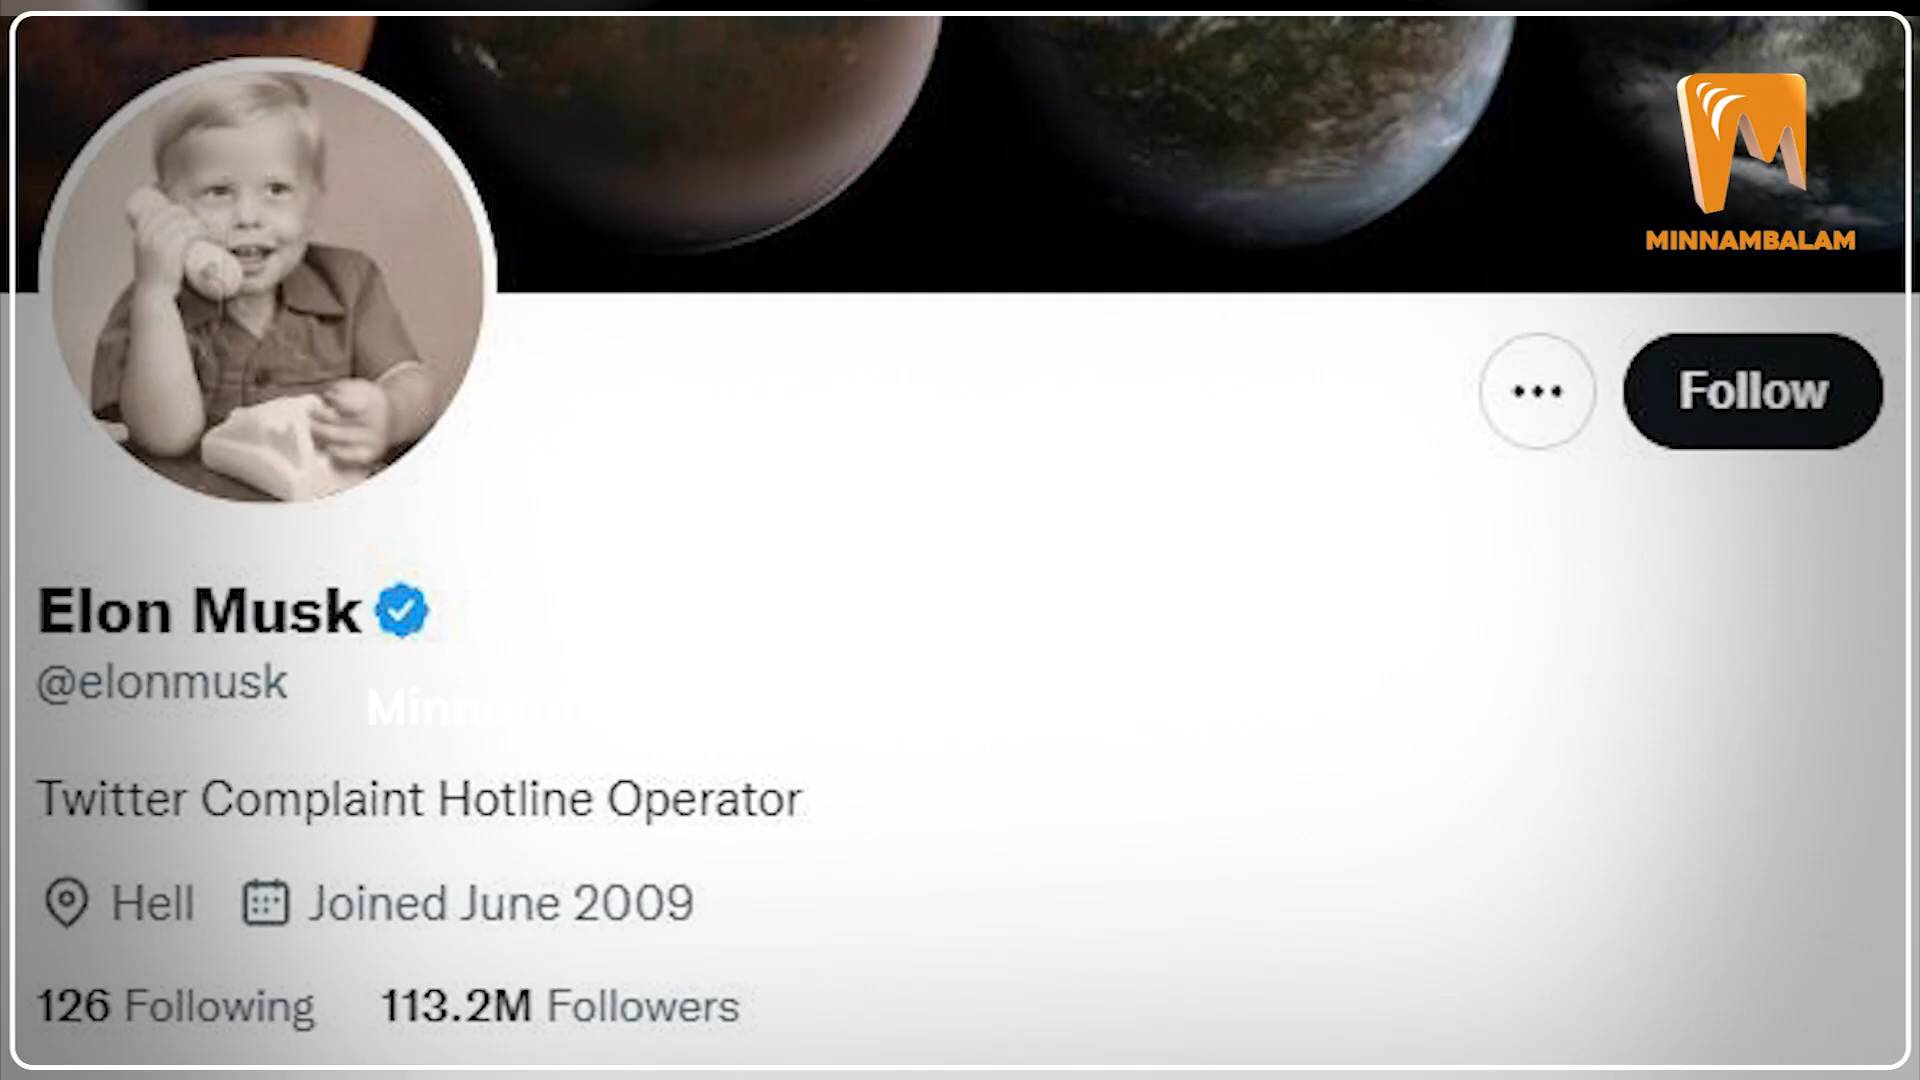 MINNAMBALAM
Follow
Elon Musk
@elonmusk
Twitter Complaint Hotline Operator
Hell Joined June 2009
126 Following 113.2M Followers